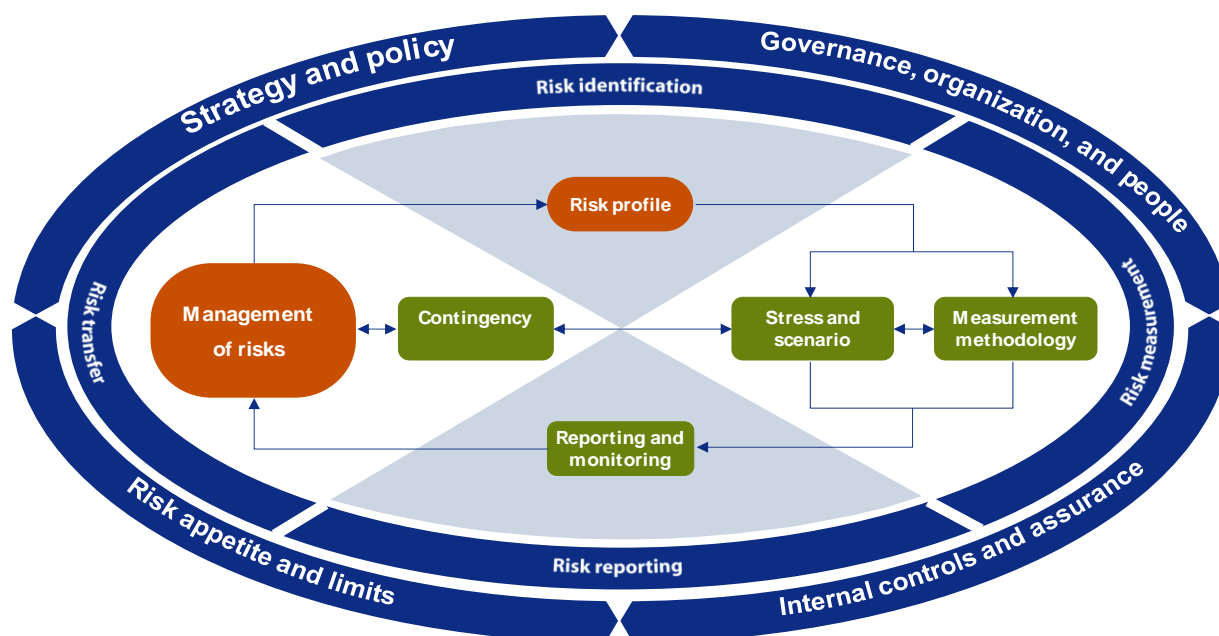 Strategy and policy
Governance, organization, and people
Risk identification
Risk profile
Risk transfer
Management
of risks
Contingency
Stress and
scenario
Measurement
methodology
Risk measurement
Reporting and
monitoring
Risk appetite and limits
Risk reporting
Internal controls and assurance